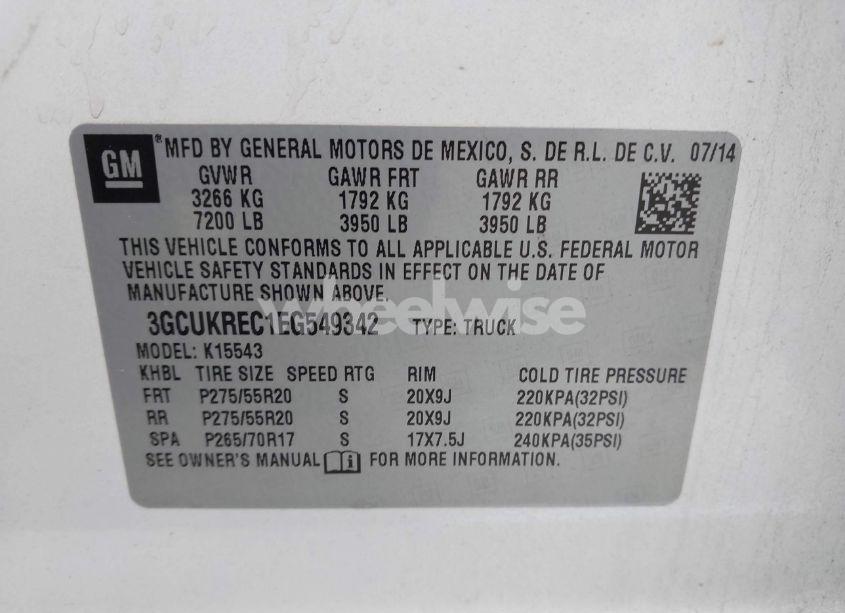 GM ® MFD BY GENERAL MOTORS DE MEXICO, S. DE R.L. DE C.V. 07/14
GVWR GAWR FRT GAWR RR
3266 KG 1792 KG 1792 KG
7200 LB 3950 LB 3950 LB
THIS VEHICLE CONFORMS TO ALL APPLICABLE U.S. FEDERAL MOTOR
VEHICLE SAFETY STANDARDS IN EFFECT ON THE DATE OF
MANUFACTURE SHOWN ABOVE.
wheelwise
3GCUKREC1EG549342 TYPE: TRUCK
MODEL: K15543
KHBL TIRE SIZE SPEED RTG RIM COLD TIRE PRESSURE
FRT P275/55R20 S 20X9J 220KPA(32PSI)
RR P275/55R20 S 20X9J 220KPA(32PSI)
SPA P265/70R17 S 17X7.5J 240KPA(35PSI)
SEE OWNER'S MANUAL i FOR MORE INFORMATION.